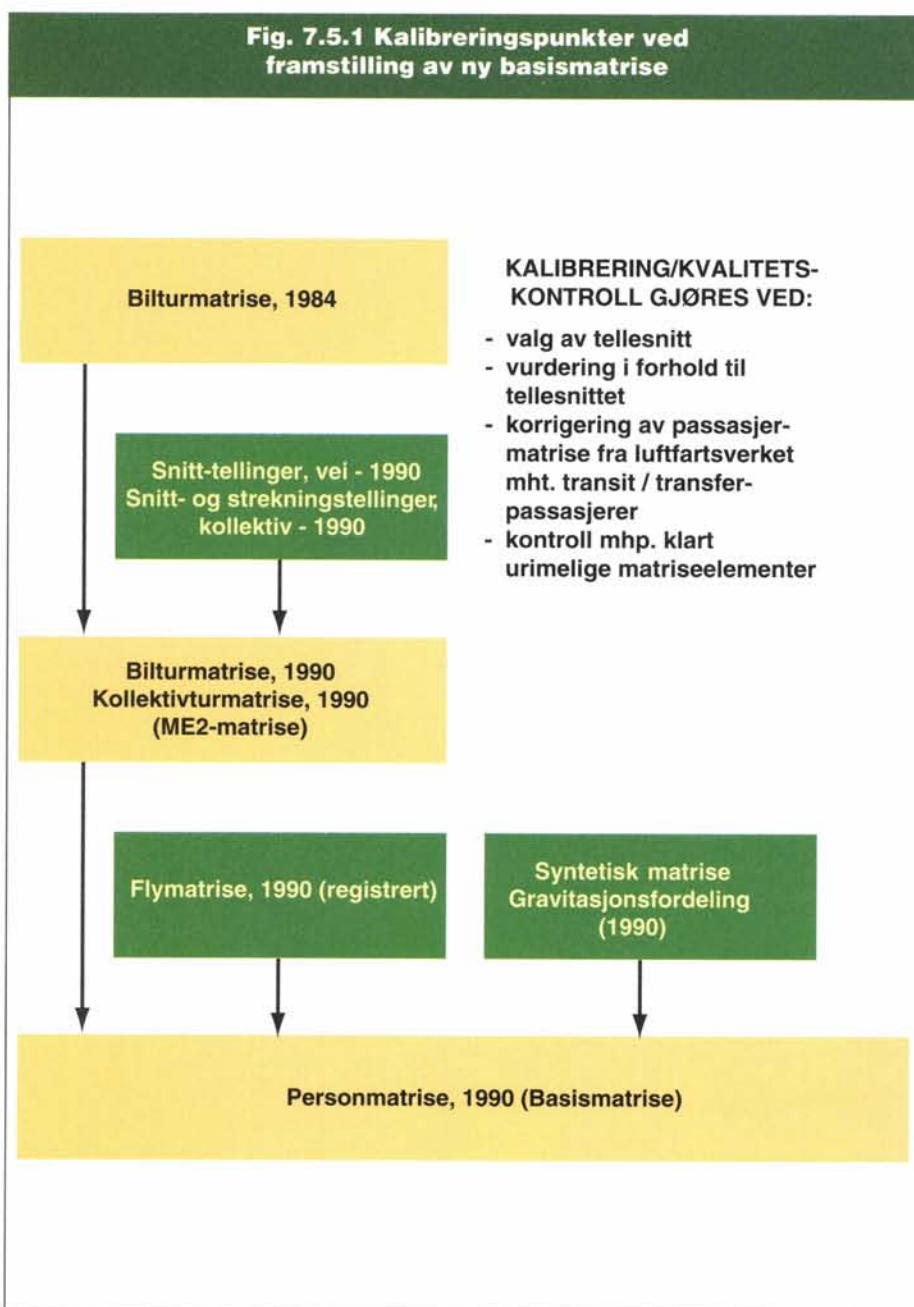 Fig. 7.5.1 Kalibreringspunkter ved
framstilling av ny basismatrise
Bilturmatrise, 1984
KALIBRERING/KVALITETS-
KONTROLL GJØRES VED:
- valg av tellesnitt
- vurdering i forhold til
tellesnittet
- korrigering av passasjer-
matrise fra luftfartsverket
mht. transit / transfer-
passasjerer
- kontroll mhp. klart
urimelige matriseelementer
Snitt-tellinger, vei - 1990
Snitt- og strekningstellinger,
kollektiv - 1990
Bilturmatrise, 1990
Kollektivturmatrise, 1990
(ME2-matrise)
Flymatrise, 1990 (registrert)
Syntetisk matrise
Gravitasjonsfordeling
(1990)
Personmatrise, 1990 (Basismatrise)